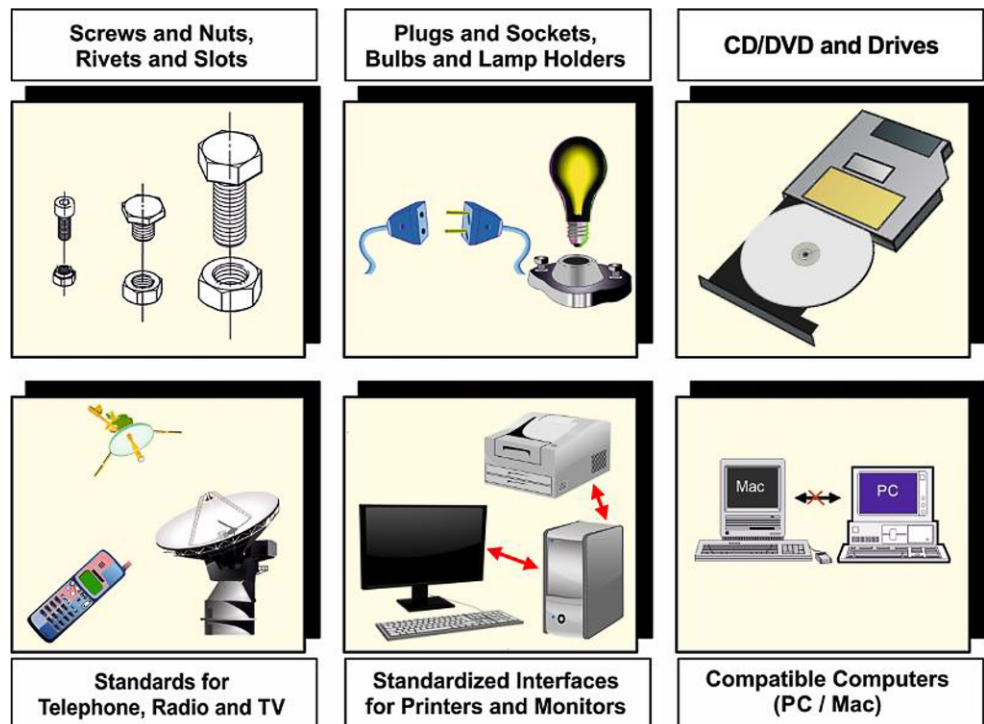 Screws and Nuts,
Rivets and Slots
Plugs and Sockets,
Bulbs and Lamp Holders
CD/DVD and Drives
Mac
PC
Standards for
Telephone, Radio and TV
Standardized Interfaces
for Printers and Monitors
Compatible Computers
(PC / Mac)